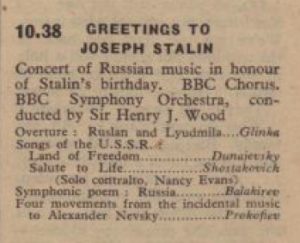 10.38 GREETINGS TO
JOSEPH STALIN
Concert of Russian music in honour
of Stalin's birthday. BBC Chorus.
BBC Symphony Orchestra, con-
ducted by Sir Henry J. Wood
Overture : Ruslan and Lyudmila....Glinka
Songs of the U.S.S.R.
Land of Freedom..............Dunajevsky
Salute to Life................Shostakovich
(Solo contralto, Nancy Evans)
Symphonic poem : Russia..........Balakirev
Four movements from the incidental music
to Alexander Nevsky............Prokofiev